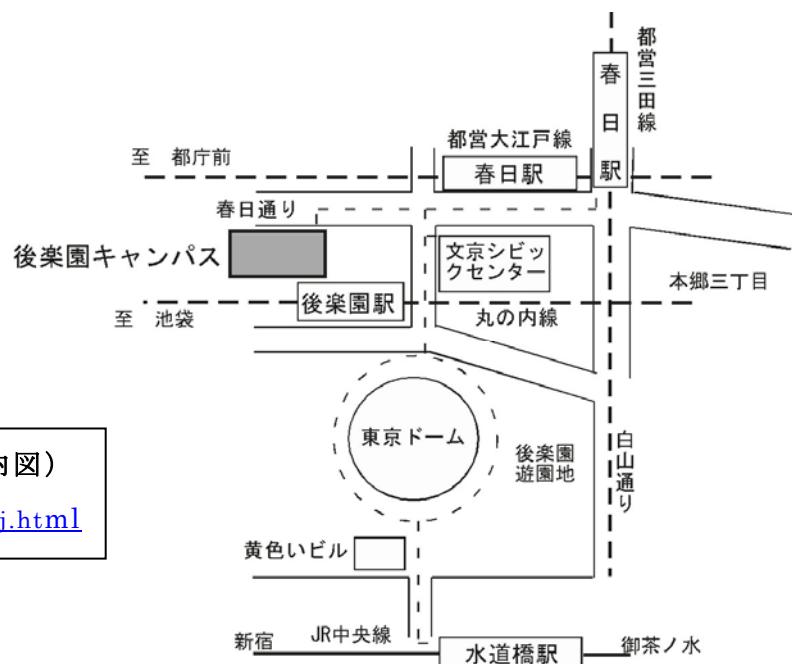 都営三田線
春日駅
都営大江戸線
至　都庁前
春日駅
春日通り
後楽園キャンパス
文京シビッ
クセンター
本郷三丁目
後楽園駅
至　池袋
丸の内線
東京ドーム
後楽園
遊園地
白山通り
内図）
j.html
黄色いビル
新宿
JR中央線
水道橋駅
御茶ノ水